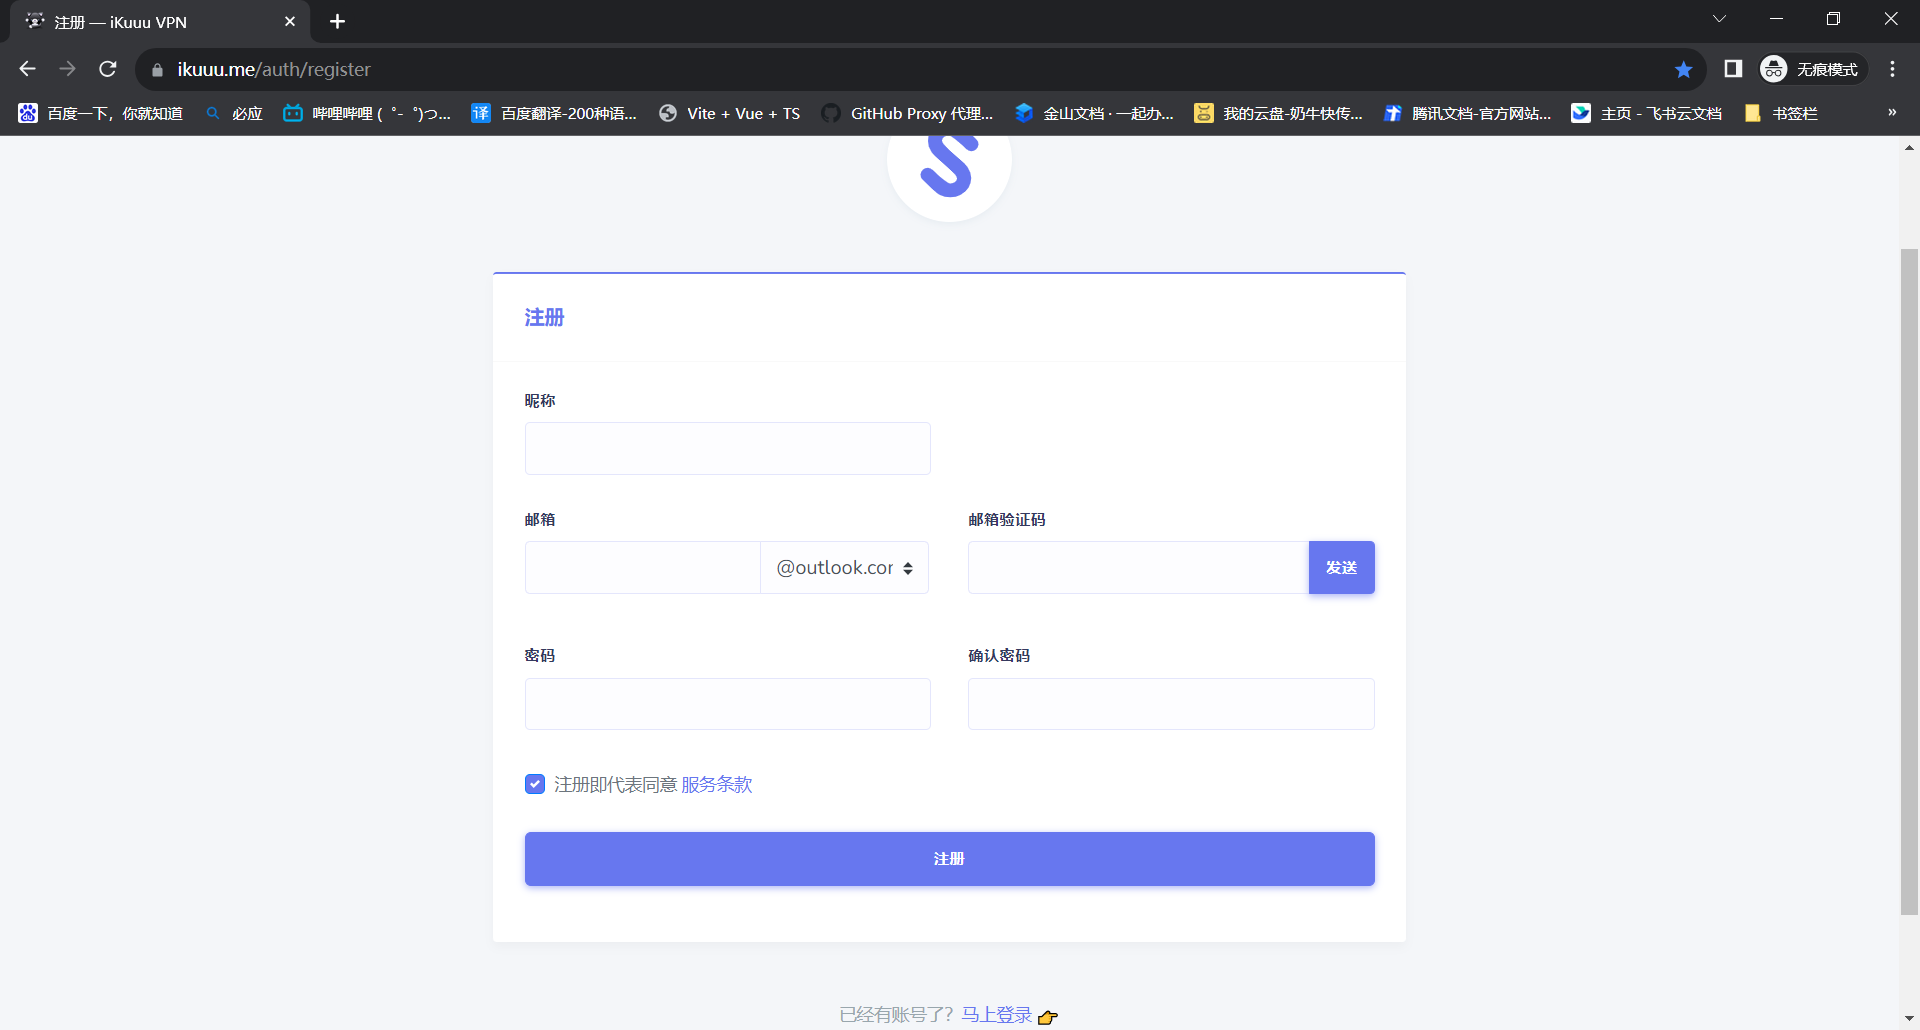 注册 — iKuuu VPN
ikuuu.me/auth/register
无痕模式
百度一下，你就知道
必应
哔哩哔哩 (゜-゜)つ...
译
百度翻译-200种语...
Vite + Vue + TS
GitHub Proxy 代理...
金山文档 · 一起办...
我的云盘-奶牛快传...
腾讯文档-官方网站...
主页 - 飞书云文档
书签栏
»
S
注册
昵称
邮箱
邮箱验证码
@outlook.cor
发送
密码
确认密码
注册即代表同意 服务条款
注册
已经有账号了？ 马上登录 👉